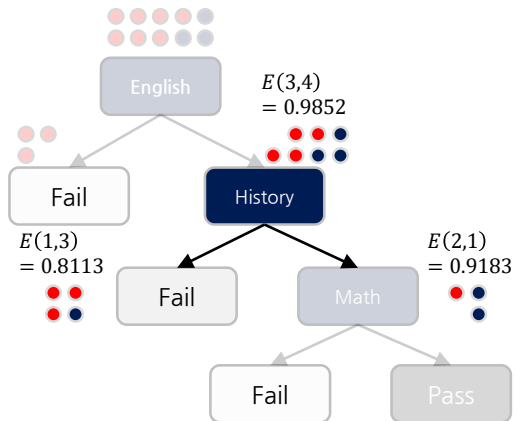 English
E(3,4)
= 0.9852
Fail
History
E(1,3)
= 0.8113
E(2,1)
= 0.9183
Fail
Math
Fail
Pass